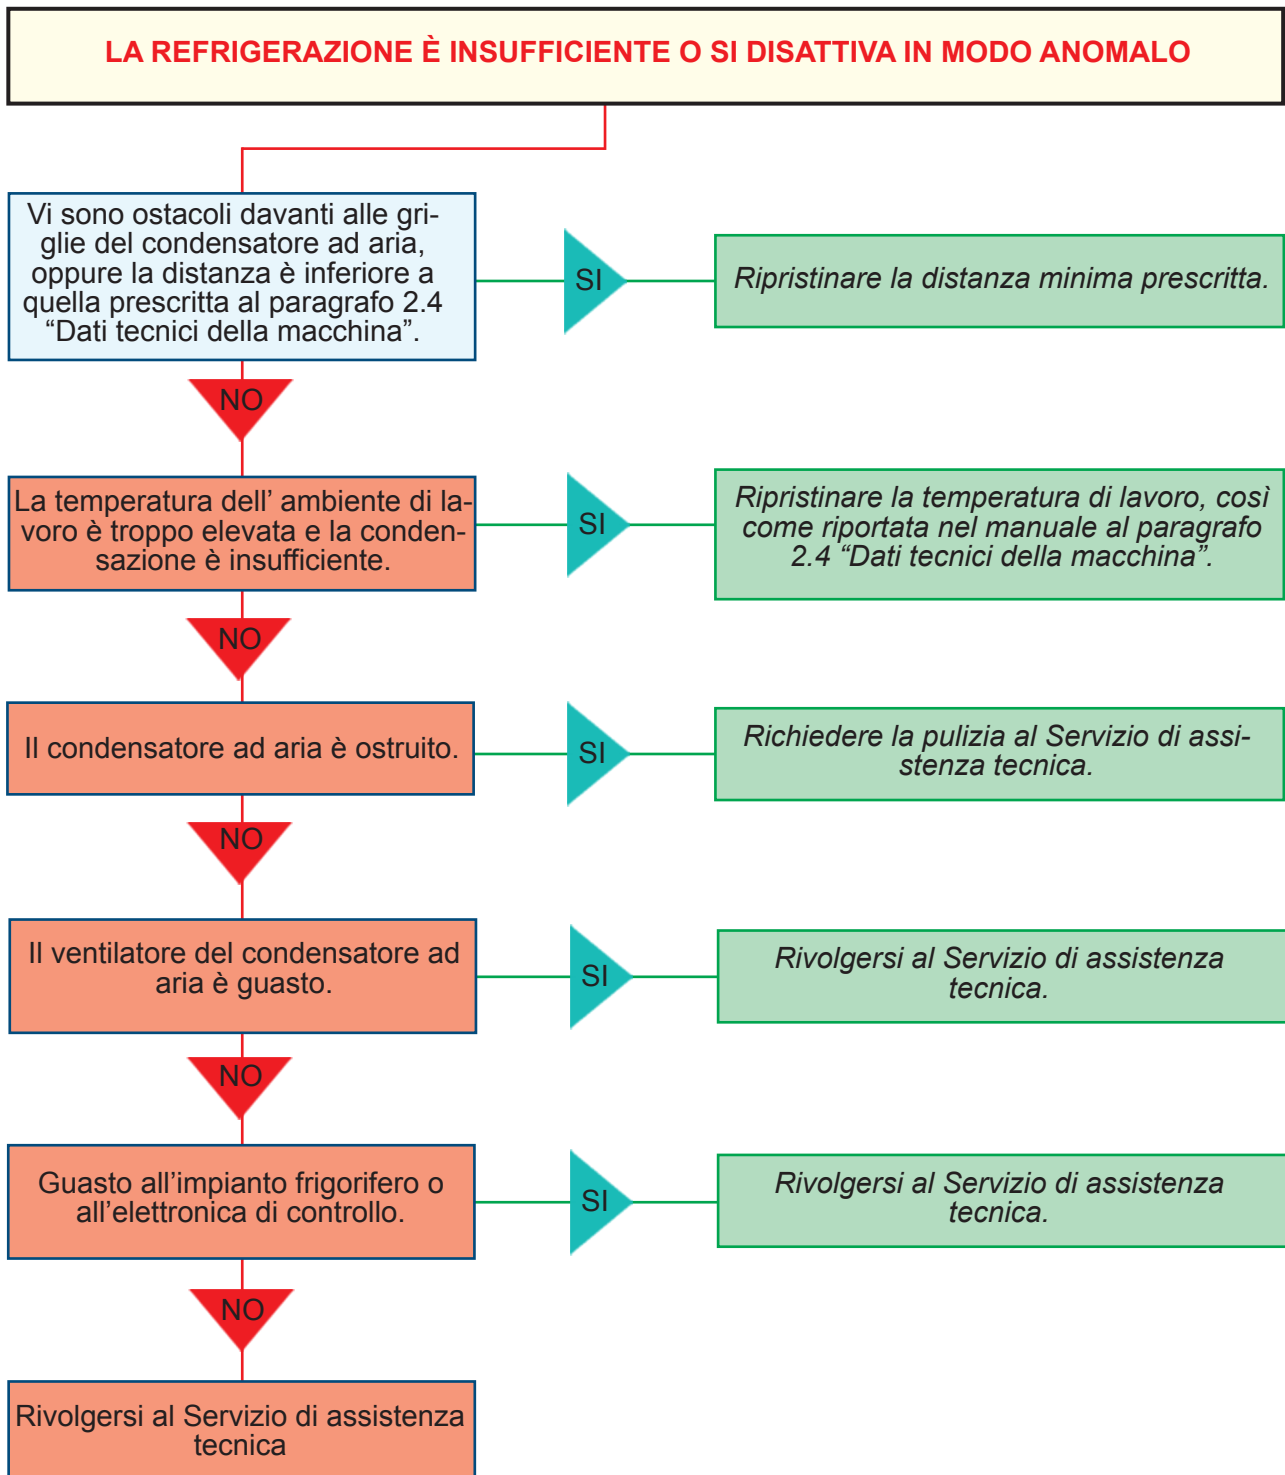 LA REFRIGERAZIONE È INSUFFICIENTE O SI DISATTIVA IN MODO ANOMALO
Vi sono ostacoli davanti alle gri-
glie del condensatore ad aria,
oppure la distanza è inferiore a
quella prescritta al paragrafo 2.4
“Dati tecnici della macchina”.
SI
Ripristinare la distanza minima prescritta.
NO
La temperatura dell’ ambiente di la-
voro è troppo elevata e la conden-
sazione è insufficiente.
SI
Ripristinare la temperatura di lavoro, così
come riportata nel manuale al paragrafo
2.4 “Dati tecnici della macchina”.
NO
Il condensatore ad aria è ostruito.
SI
Richiedere la pulizia al Servizio di assi-
stenza tecnica.
NO
Il ventilatore del condensatore ad
aria è guasto.
SI
Rivolgersi al Servizio di assistenza
tecnica.
NO
Guasto all’impianto frigorifero o
all’elettronica di controllo.
SI
Rivolgersi al Servizio di assistenza
tecnica.
NO
Rivolgersi al Servizio di assistenza
tecnica